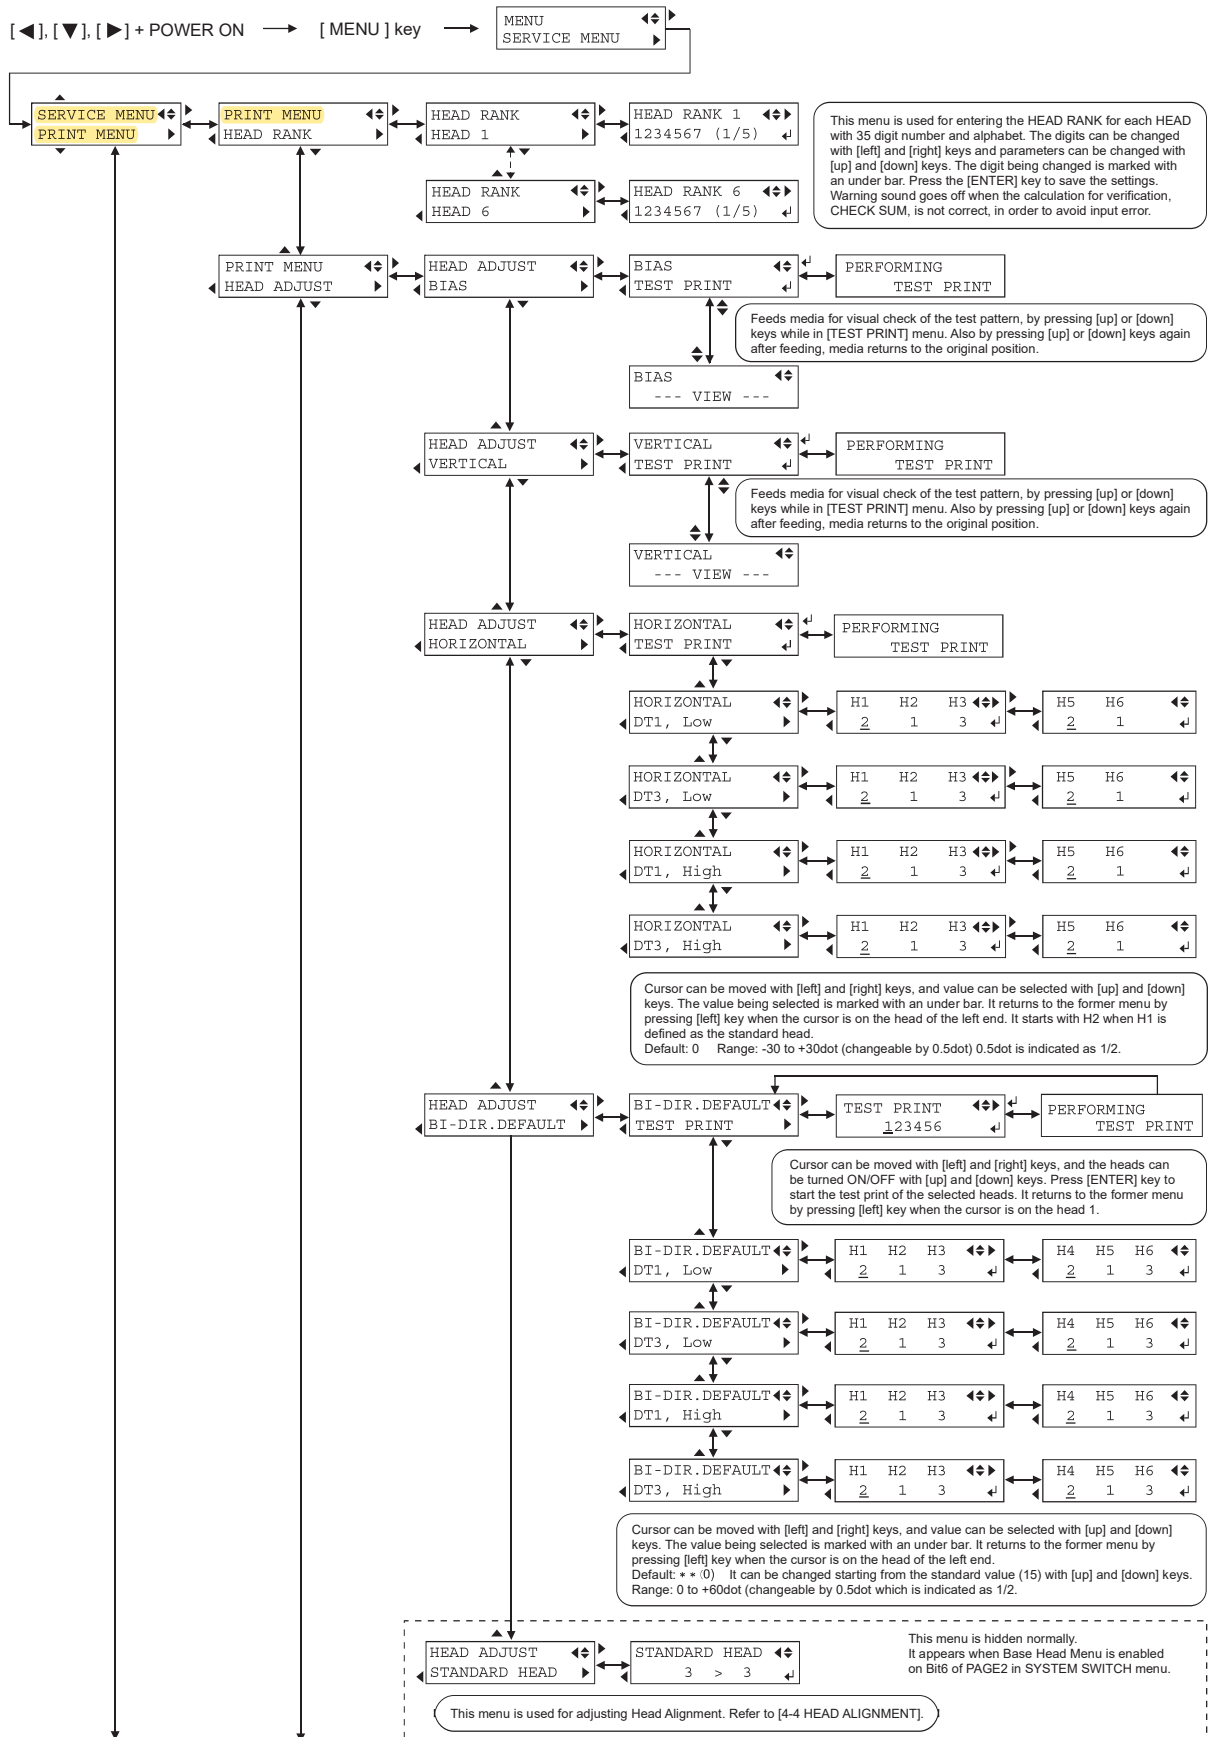 [ ◀ ], [ ▼ ], [ ▶ ] + POWER ON → [ MENU ] key →
MENU
SERVICE MENU
SERVICE MENU
PRINT MENU
PRINT MENU
HEAD RANK
HEAD RANK
HEAD 1
HEAD RANK 1
1234567 (1/5)
HEAD RANK
HEAD 6
HEAD RANK 6
1234567 (1/5)
This menu is used for entering the HEAD RANK for each HEAD
with 35 digit number and alphabet. The digits can be changed
with [left] and [right] keys and parameters can be changed with
[up] and [down] keys. The digit being changed is marked with
an under bar. Press the [ENTER] key to save the settings.
Warning sound goes off when the calculation for verification,
CHECK SUM, is not correct, in order to avoid input error.
PRINT MENU
HEAD ADJUST
HEAD ADJUST
BIAS
BIAS
TEST PRINT
PERFORMING
TEST PRINT
Feeds media for visual check of the test pattern, by pressing [up] or [down]
keys while in [TEST PRINT] menu. Also by pressing [up] or [down] keys again
after feeding, media returns to the original position.
BIAS
--- VIEW ---
HEAD ADJUST
VERTICAL
VERTICAL
TEST PRINT
PERFORMING
TEST PRINT
Feeds media for visual check of the test pattern, by pressing [up] or [down]
keys while in [TEST PRINT] menu. Also by pressing [up] or [down] keys again
after feeding, media returns to the original position.
VERTICAL
--- VIEW ---
HEAD ADJUST
HORIZONTAL
HORIZONTAL
TEST PRINT
PERFORMING
TEST PRINT
HORIZONTAL
DT1, Low
H1 H2 H3
2 1 3
H5 H6
2 1
HORIZONTAL
DT3, Low
H1 H2 H3
2 1 3
H5 H6
2 1
HORIZONTAL
DT1, High
H1 H2 H3
2 1 3
H5 H6
2 1
HORIZONTAL
DT3, High
H1 H2 H3
2 1 3
H5 H6
2 1
Cursor can be moved with [left] and [right] keys, and value can be selected with [up] and [down]
keys. The value being selected is marked with an under bar. It returns to the former menu by
pressing [left] key when the cursor is on the head of the left end. It starts with H2 when H1 is
defined as the standard head.
Default: 0 Range: -30 to +30dot (changeable by 0.5dot) 0.5dot is indicated as 1/2.
HEAD ADJUST
BI-DIR.DEFAULT
BI-DIR.DEFAULT
TEST PRINT
TEST PRINT
123456
PERFORMING
TEST PRINT
Cursor can be moved with [left] and [right] keys, and the heads can
be turned ON/OFF with [up] and [down] keys. Press [ENTER] key to
start the test print of the selected heads. It returns to the former menu
by pressing [left] key when the cursor is on the head 1.
BI-DIR.DEFAULT
DT1, Low
H1 H2 H3
2 1 3
H4 H5 H6
2 1 3
BI-DIR.DEFAULT
DT3, Low
H1 H2 H3
2 1 3
H4 H5 H6
2 1 3
BI-DIR.DEFAULT
DT1, High
H1 H2 H3
2 1 3
H4 H5 H6
2 1 3
BI-DIR.DEFAULT
DT3, High
H1 H2 H3
2 1 3
H4 H5 H6
2 1 3
Cursor can be moved with [left] and [right] keys, and value can be selected with [up] and [down]
keys. The value being selected is marked with an under bar. It returns to the former menu by
pressing [left] key when the cursor is on the head of the left end.
Default: * * (0) It can be changed starting from the standard value (15) with [up] and [down] keys.
Range: 0 to +60dot (changeable by 0.5dot which is indicated as 1/2.
HEAD ADJUST
STANDARD HEAD
STANDARD HEAD
3 > 3
This menu is hidden normally.
It appears when Base Head Menu is enabled
on Bit6 of PAGE2 in SYSTEM SWITCH menu.
This menu is used for adjusting Head Alignment. Refer to [4-4 HEAD ALIGNMENT].